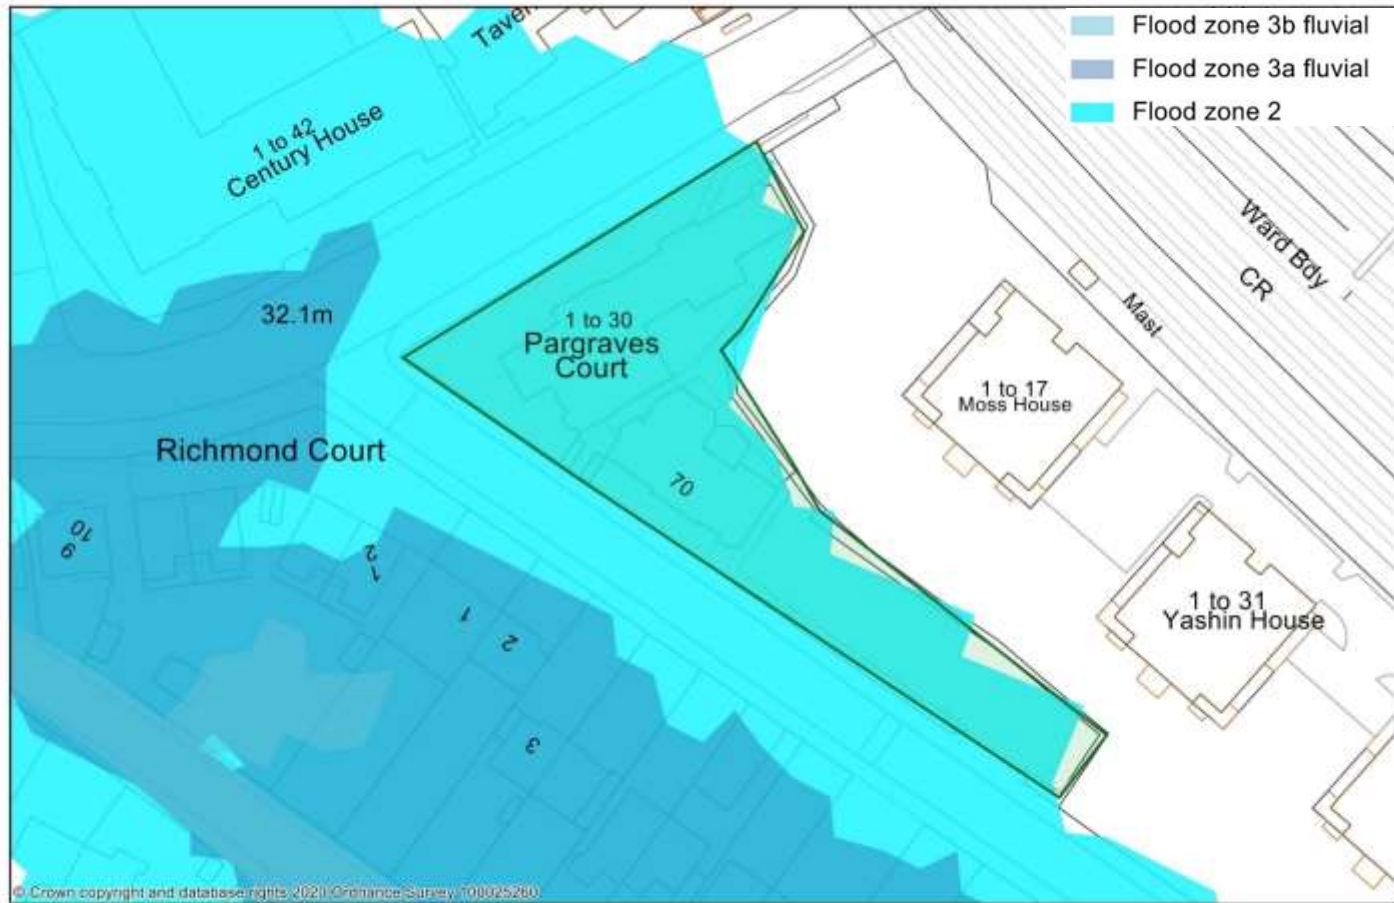 Flood zone 3b fluvial
Flood zone 3a fluvial
Flood zone 2
Tavern
1 to 42
Century House
Ward Bdy
CR
Mast
32.1m
1 to 30
Pargraves
Court
1 to 17
Moss House
Richmond Court
70
10
9
12
1
2
3
1 to 31
Yashin House
© Crown copyright and database rights 2020 Ordnance Survey 100025260